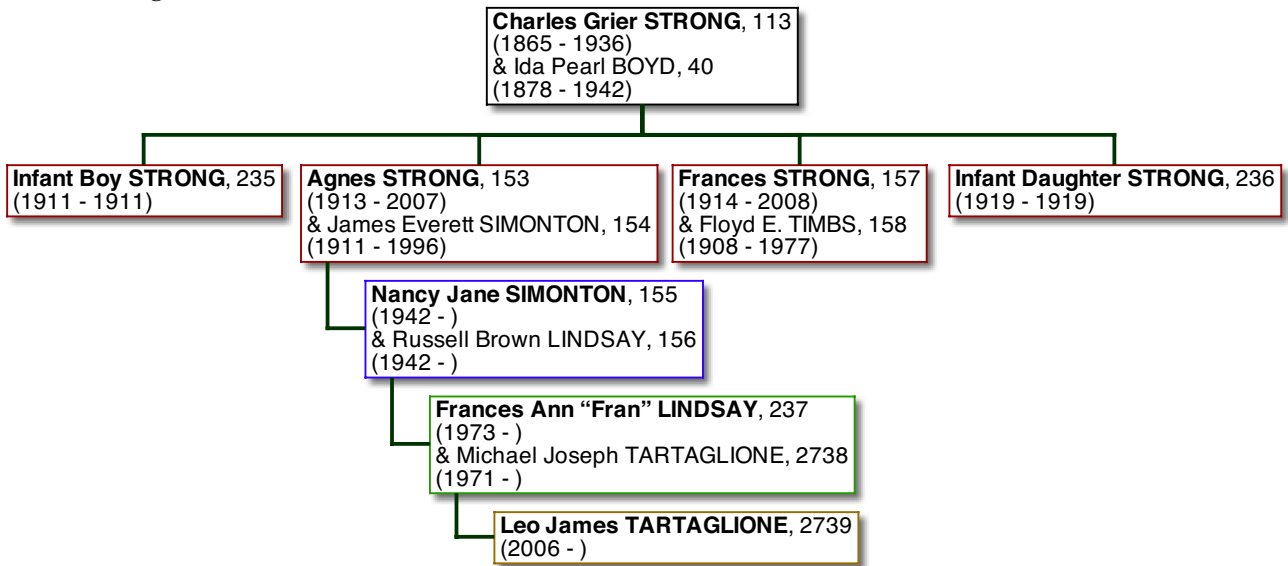 Charles Grier STRONG, 113
(1865 - 1936)
& Ida Pearl BOYD, 40
(1878 - 1942)
Infant Boy STRONG, 235
(1911 - 1911)
Agnes STRONG, 153
(1913 - 2007)
& James Everett SIMONTON, 154
(1911 - 1996)
Frances STRONG, 157
(1914 - 2008)
& Floyd E. TIMBS, 158
(1908 - 1977)
Infant Daughter STRONG, 236
(1919 - 1919)
Nancy Jane SIMONTON, 155
(1942 - )
& Russell Brown LINDSAY, 156
(1942 - )
Frances Ann “Fran” LINDSAY, 237
(1973 - )
& Michael Joseph TARTAGLIONE, 2738
(1971 - )
Leo James TARTAGLIONE, 2739
(2006 - )